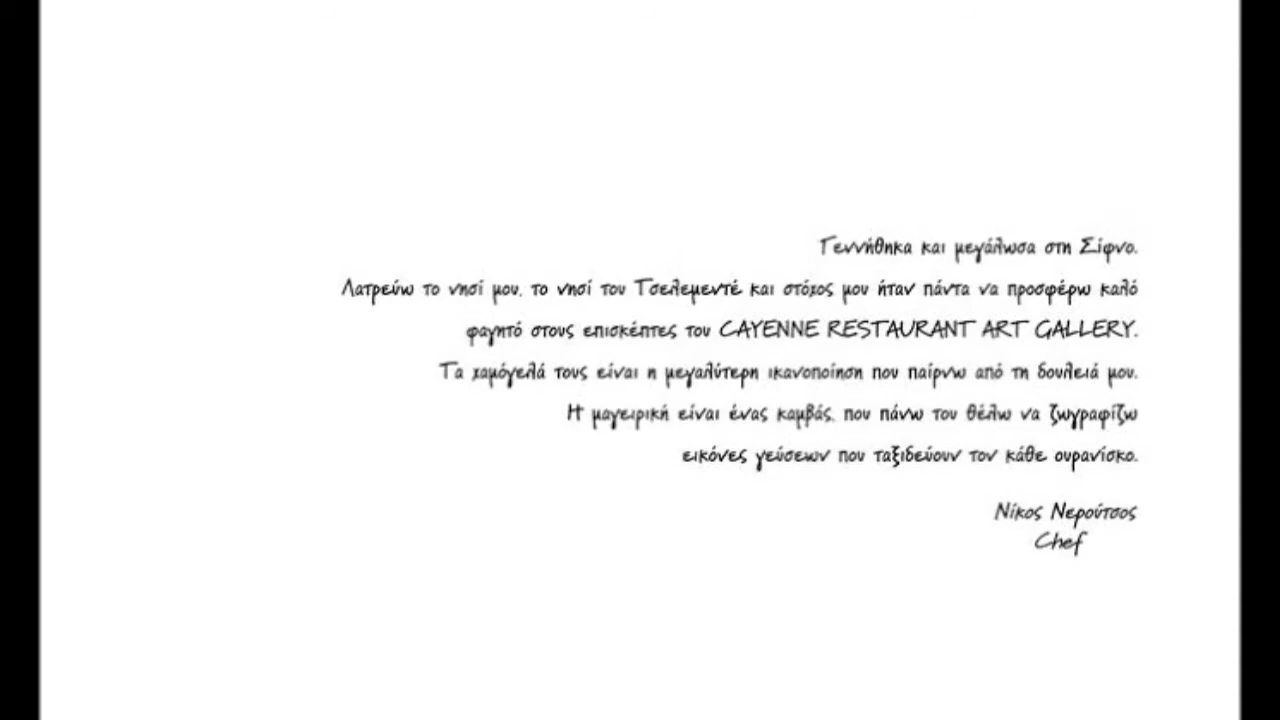 Γεννήθηκα και μεγάλωσα στη Σίφνο.
Λατρεύω το νησί μου, το νησί του Τσελεμεντέ και στόχος μου ήταν πάντα να προσφέρω καλό
φαγητό στους επισκέπτες του CAYENNE RESTAURANT ART GALLERY.
Τα χαμόγελά τους είναι η μεγαλύτερη ικανοποίηση που παίρνω από τη δουλειά μου.
Η μαγειρική είναι ένας καμβάς, που πάνω του θέλω να ζωγραφίζω
εικόνες γεύσεων που ταξιδεύουν τον κάθε ουρανίσκο.
Νίκος Νερούτσος
Chef